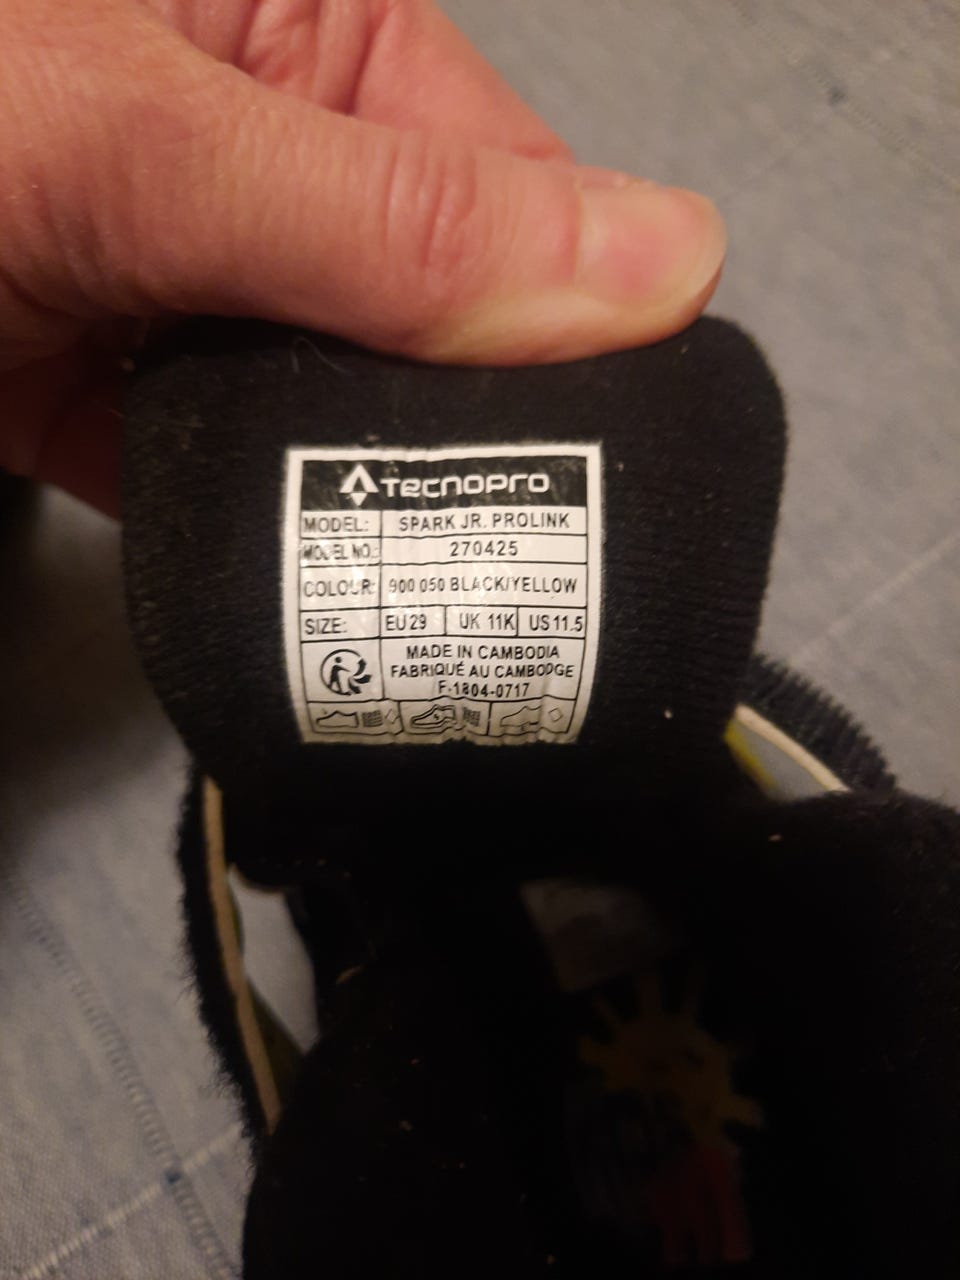 TECNOPRO
MODEL: SPARK JR. PROLINK
MODEL NO.: 270425
COLOUR: 900 050 BLACK/YELLOW
SIZE: EU 29 UK 11K US 11.5
MADE IN CAMBODIA
FABRIQUÉ AU CAMBODGE
F-1804-0717